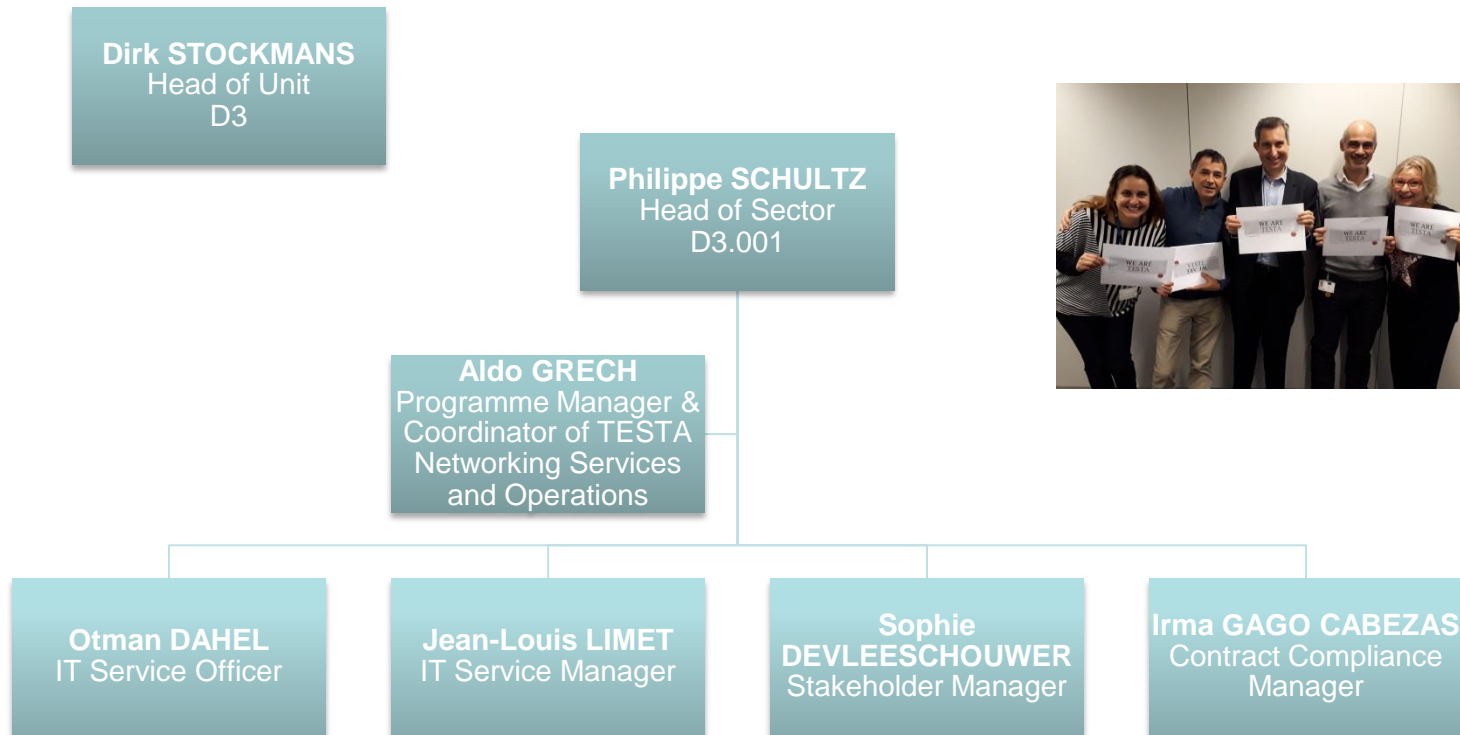 Dirk STOCKMANS
Head of Unit
D3
Philippe SCHULTZ
Head of Sector
D3.001
WE ARE
TESTA
WE ARE
TESTA
WE ARE
TESTA
WE ARE
TESTA
Aldo GRECH
Programme Manager &
Coordinator of TESTA
Networking Services
and Operations
Otman DAHEL
IT Service Officer
Jean-Louis LIMET
IT Service Manager
Sophie
DEVLEESCHOUWER
Stakeholder Manager
Irma GAGO CABEZAS
Contract Compliance
Manager